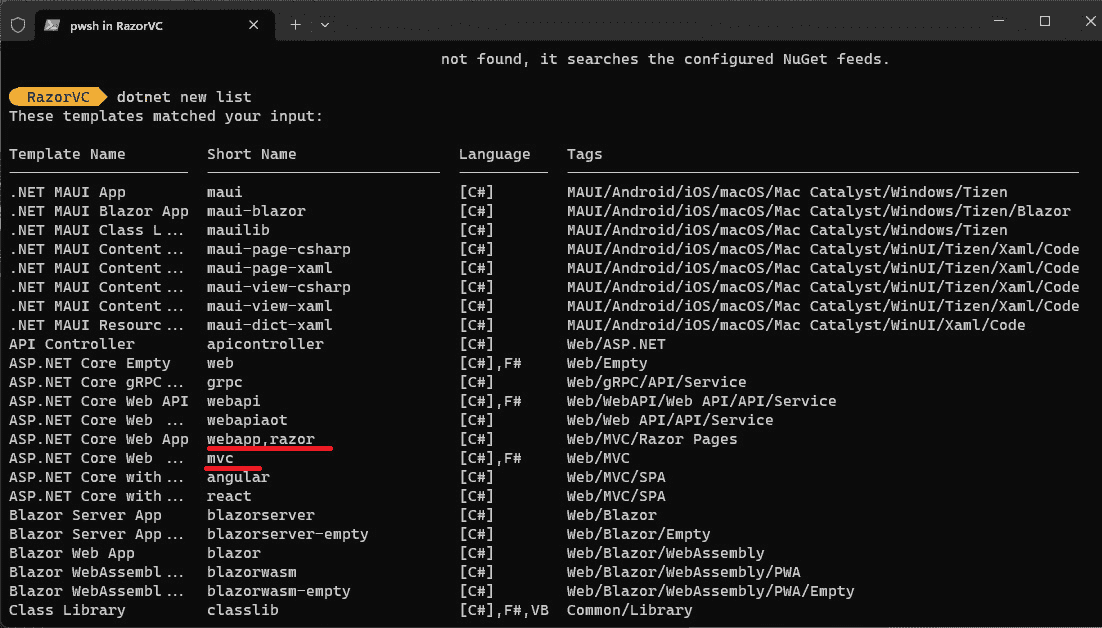 pwsh in RazorVC
not found, it searches the configured NuGet feeds.
RazorVC dotnet new list
These templates matched your input:
Template Name Short Name Language Tags
.NET MAUI App maui [C#] MAUI/Android/iOS/macOS/Mac Catalyst/Windows/Tizen
.NET MAUI Blazor App maui-blazor [C#] MAUI/Android/iOS/macOS/Mac Catalyst/Windows/Tizen/Blazor
.NET MAUI Class L... mauilib [C#] MAUI/Android/iOS/macOS/Mac Catalyst/Windows/Tizen
.NET MAUI Content... maui-page-csharp [C#] MAUI/Android/iOS/macOS/Mac Catalyst/WinUI/Tizen/Xaml/Code
.NET MAUI Content... maui-page-xaml [C#] MAUI/Android/iOS/macOS/Mac Catalyst/WinUI/Tizen/Xaml/Code
.NET MAUI Content... maui-view-csharp [C#] MAUI/Android/iOS/macOS/Mac Catalyst/WinUI/Tizen/Xaml/Code
.NET MAUI Content... maui-view-xaml [C#] MAUI/Android/iOS/macOS/Mac Catalyst/WinUI/Tizen/Xaml/Code
.NET MAUI Resourc... maui-dict-xaml [C#] MAUI/Android/iOS/macOS/Mac Catalyst/WinUI/Xaml/Code
API Controller apicontroller [C#] Web/ASP.NET
ASP.NET Core Empty web [C#],F# Web/Empty
ASP.NET Core gRPC... grpc [C#] Web/gRPC/API/Service
ASP.NET Core Web API webapi [C#],F# Web/WebAPI/Web API/API/Service
ASP.NET Core Web ... webapiaot [C#] Web/Web API/API/Service
ASP.NET Core Web App webapp,razor [C#] Web/MVC/Razor Pages
ASP.NET Core Web ... mvc [C#],F# Web/MVC
ASP.NET Core with... angular [C#] Web/MVC/SPA
ASP.NET Core with... react [C#] Web/MVC/SPA
Blazor Server App blazorserver [C#] Web/Blazor
Blazor Server App... blazorserver-empty [C#] Web/Blazor/Empty
Blazor Web App blazor [C#] Web/Blazor/WebAssembly
Blazor WebAssembl... blazorwasm [C#] Web/Blazor/WebAssembly/PWA
Blazor WebAssembl... blazorwasm-empty [C#] Web/Blazor/WebAssembly/PWA/Empty
Class Library classlib [C#],F#,VB Common/Library